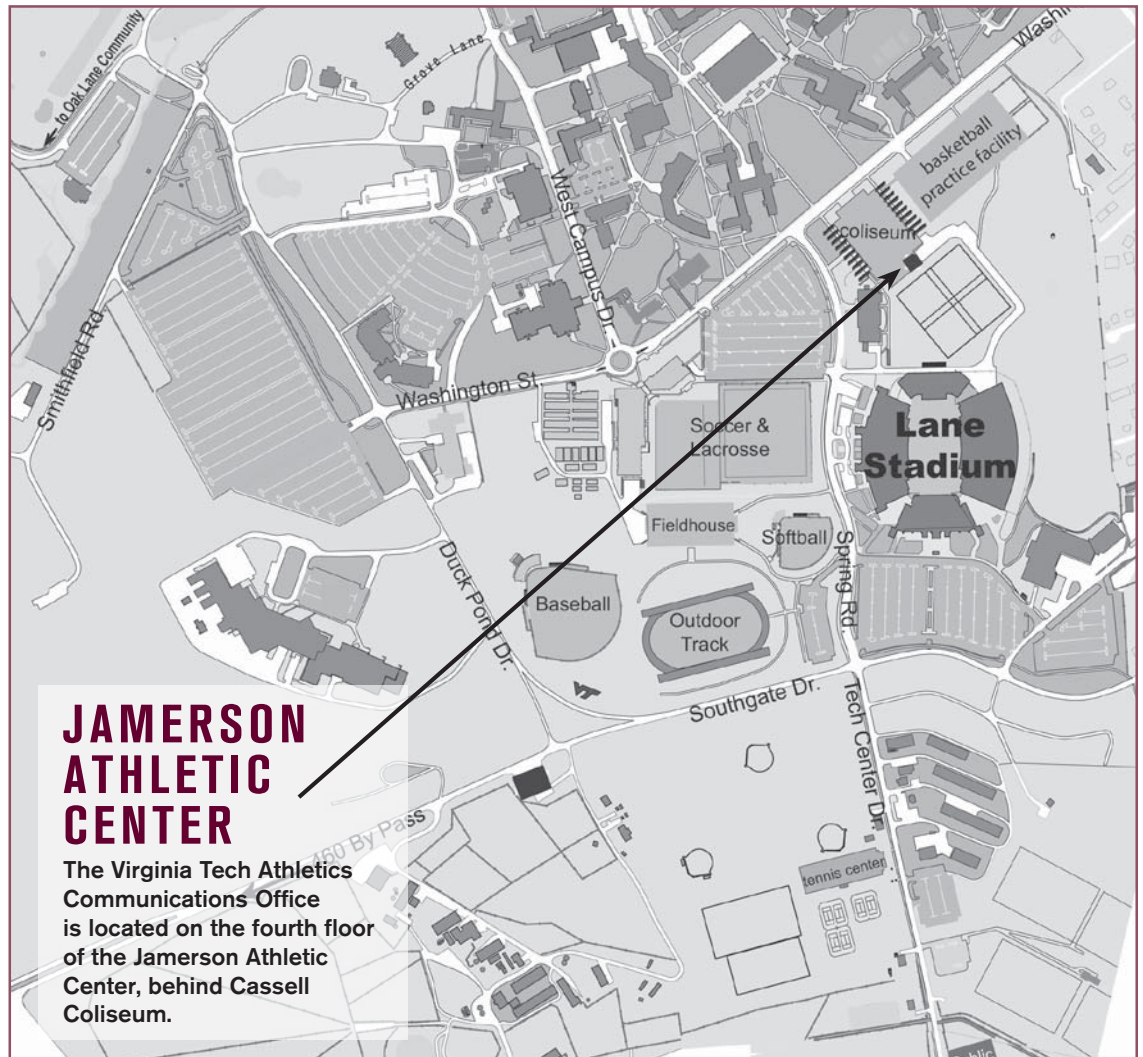 to Oak Lane Community
Grove Lane
basketball
practice facility
West Campus Dr.
coliseum
Smithfield Rd.
Washington St.
Soccer &
Lacrosse
Lane
Stadium
Fieldhouse
Softball
Spring Rd.
Duck Pond Dr.
Baseball
Outdoor
Track
VT
Southgate Dr.
Tech Center Dr.
460 By Pass
tennis center
JAMERSON
ATHLETIC
CENTER
The Virginia Tech Athletics
Communications Office
is located on the fourth floor
of the Jamerson Athletic
Center, behind Cassell
Coliseum.